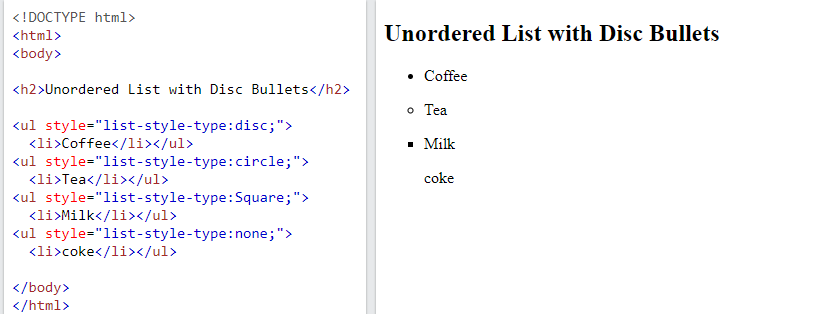 <!DOCTYPE html>
<html>
<body>
<h2>Unordered List with Disc Bullets</h2>
<ul style="list-style-type:disc;">
<li>Coffee</li></ul>
<ul style="list-style-type:circle;">
<li>Tea</li></ul>
<ul style="list-style-type:Square;">
<li>Milk</li></ul>
<ul style="list-style-type:none;">
<li>coke</li></ul>
</body>
</html>
Unordered List with Disc Bullets
Coffee
Tea
Milk
coke